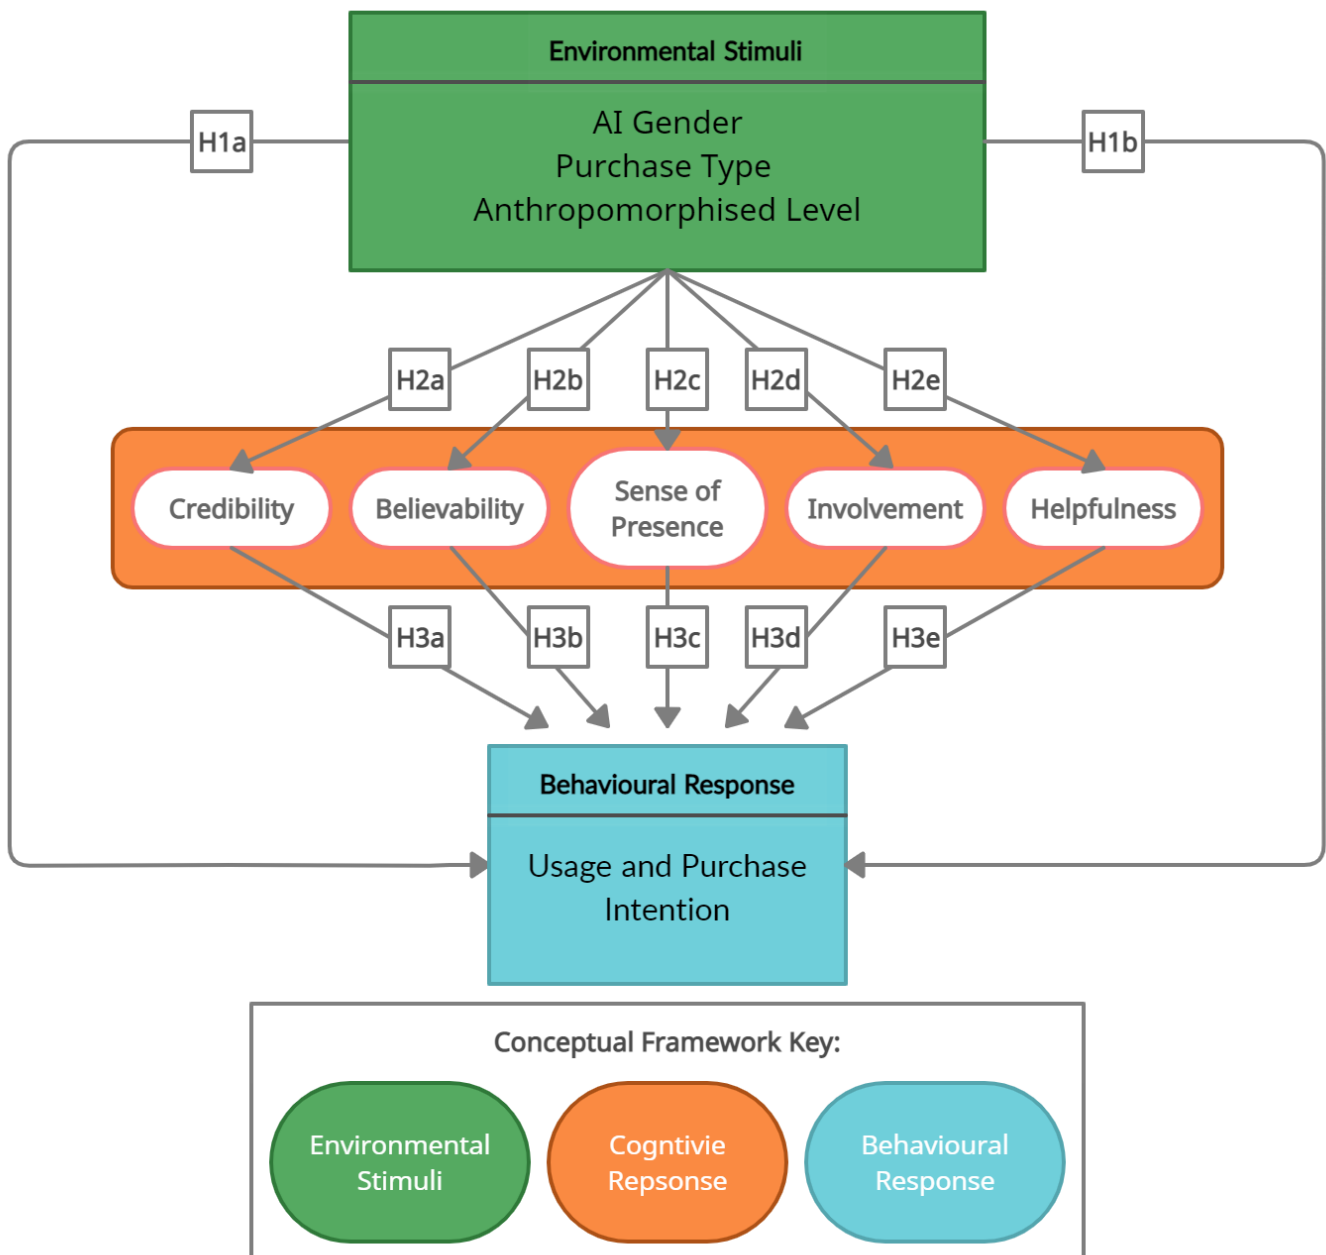 Environmental Stimuli
AI Gender
Purchase Type
Anthropomorphised Level
H1a
H1b
H2a
H2b
H2c
H2d
H2e
Credibility
Believability
Sense of
Presence
Involvement
Helpfulness
H3a
H3b
H3c
H3d
H3e
Behavioural Response
Usage and Purchase
Intention
Conceptual Framework Key:
Environmental
Stimuli
Cogntivie
Repsonse
Behavioural
Response